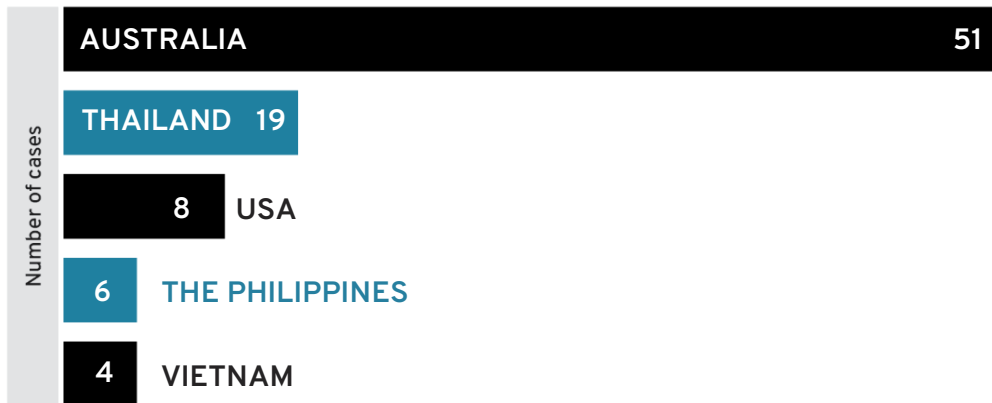 Number of cases
AUSTRALIA 51
THAILAND 19
8 USA
6 THE PHILIPPINES
4 VIETNAM